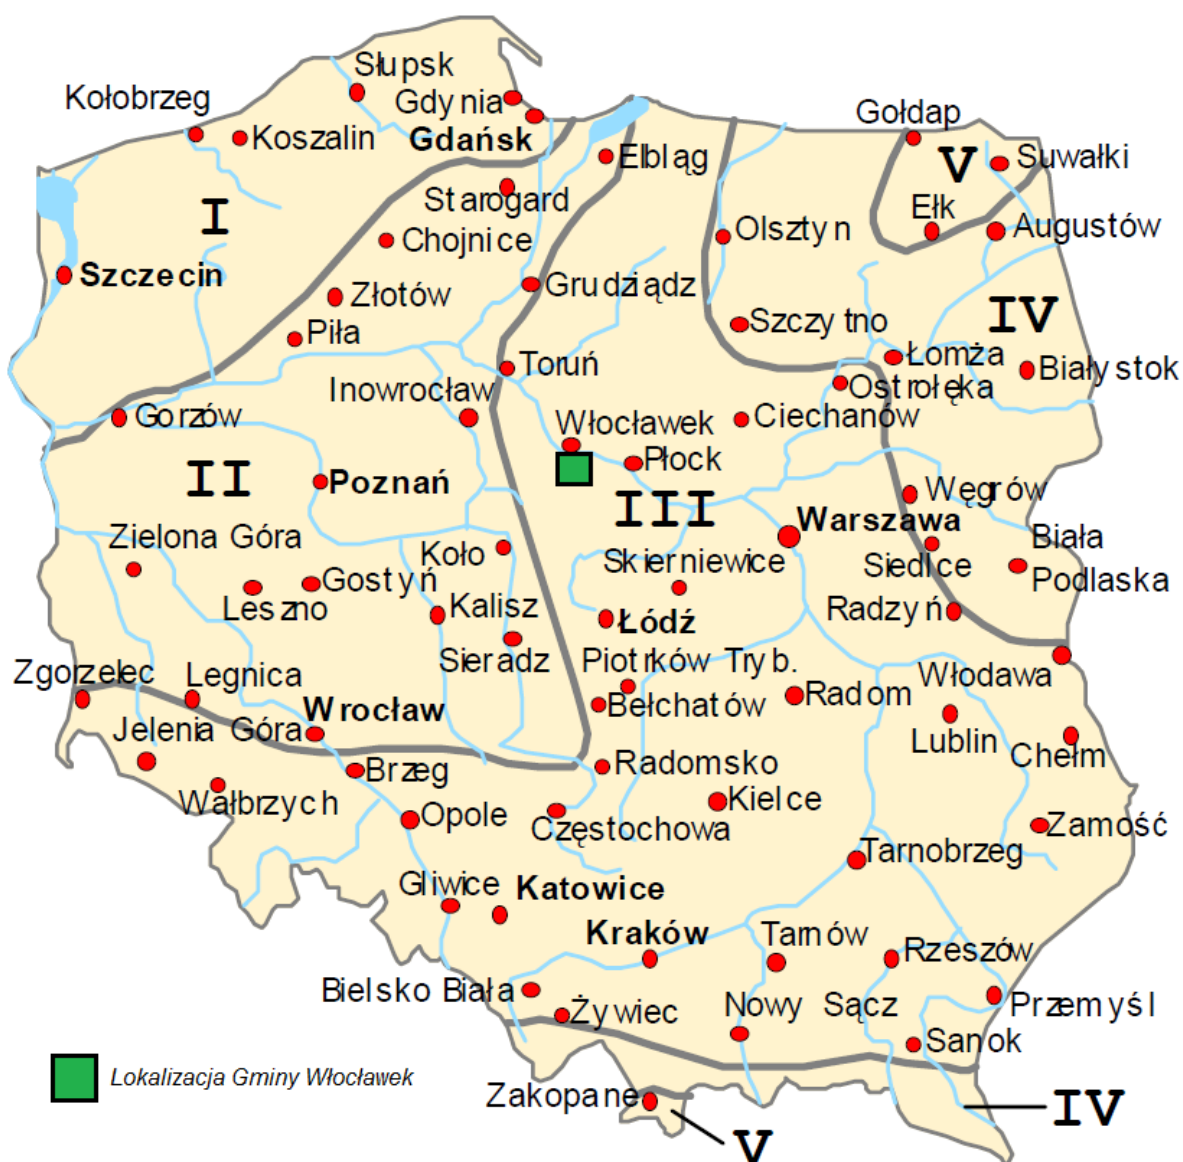 Słupsk
Kołobrzeg
Gdynia
Gołdap
Koszalin
Gdańsk
Elbląg
V
Suwałki
Starogard
Ełk
I
Chojnice
Olsztyn
Augustów
Szczecin
Złotów
Grudziądz
IV
Piła
Szczytno
Toruń
Łomża
Białystok
Inowrocław
Ostrołęka
Gorzów
Włocławek
Ciechanów
II
Poznań
Płock
Węgrów
III
Warszawa
Zielona Góra
Koło
Skierniewice
Siedlce
Biała
Podlaska
Gostyń
Leszno
Kalisz
Łódź
Radzyń
Sieradz
Piotrków Tryb.
Zgorzelec
Legnica
Włodawa
Wrocław
Bełchatów
Radom
Jelenia Góra
Lublin
Chełm
Brzeg
Radomsko
Wałbrzych
Opole
Kielce
Częstochowa
Zamość
Tarnobrzeg
Gliwice
Katowice
Kraków
Tarnów
Rzeszów
Bielsko Biała
Żywiec
Nowy Sącz
Przemyśl
Sanok
Lokalizacja Gminy Włocławek
Zakopane
IV
V